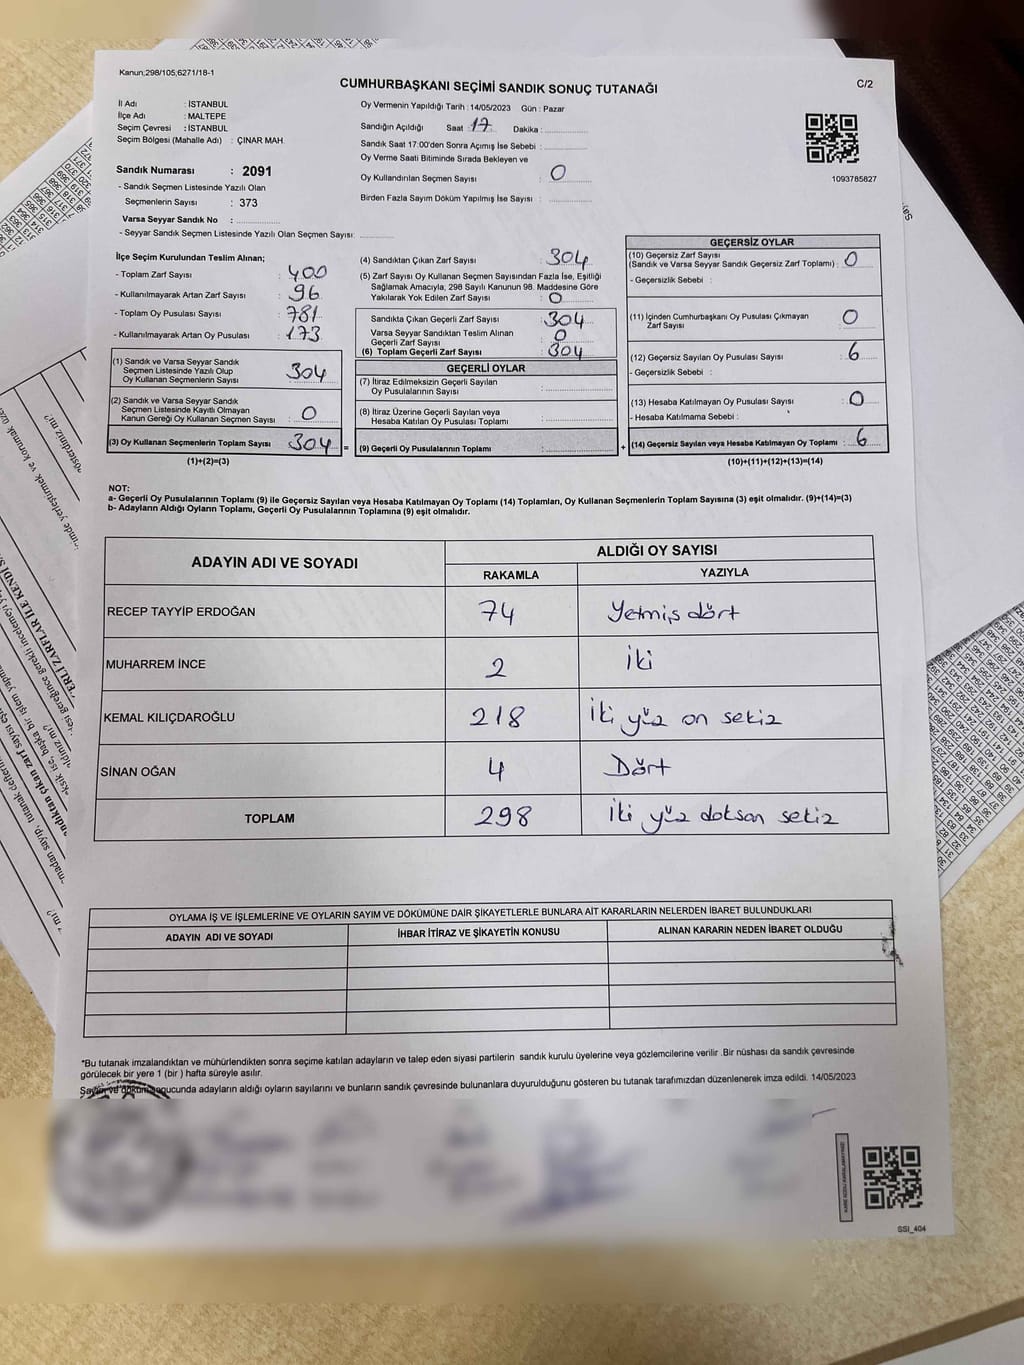 Kanun;298/105,6271/18-1
CUMHURBAŞKANI SEÇİMİ SANDIK SONUÇ TUTANAĞI
C/2
İl Adı : İSTANBUL
İlçe Adı : MALTEPE
Seçim Çevresi : İSTANBUL
Seçim Bölgesi (Mahalle Adı) : ÇINAR MAH.
Sandık Numarası : 2091
- Sandık Seçmen Listesinde Yazılı Olan
Seçmenlerin Sayısı : 373
Varsa Seyyar Sandık No :
- Seyyar Sandık Seçmen Listesinde Yazılı Olan Seçmen Sayısı:
Oy Vermenin Yapıldığı Tarih : 14/05/2023 Gün : Pazar
Sandığın Açıldığı Saat 17 Dakika :
Sandık Saat 17:00'den Sonra Açımış İse Sebebi :
Oy Verme Saati Bitiminde Sırada Bekleyen ve
Oy Kullandırılan Seçmen Sayısı : 0
Birden Fazla Sayım Döküm Yapılmış İse Sayısı :
1093785827
İlçe Seçim Kurulundan Teslim Alınan;
- Toplam Zarf Sayısı : 400
- Kullanılmayarak Artan Zarf Sayısı : 96
- Toplam Oy Pusulası Sayısı : 781
- Kullanılmayarak Artan Oy Pusulası : 173
(1) Sandık ve Varsa Seyyar Sandık
Seçmen Listesinde Yazılı Olup
Oy Kullanan Seçmenlerin Sayısı : 304
(2) Sandık ve Varsa Seyyar Sandık
Seçmen Listesinde Kayıtlı Olmayan
Kanun Gereği Oy Kullanan Seçmen Sayısı : 0
(3) Oy Kullanan Seçmenlerin Toplam Sayısı : 304 =
(1)+(2)=(3)
(4) Sandıktan Çıkan Zarf Sayısı : 304
(5) Zarf Sayısı Oy Kullanan Seçmen Sayısından Fazla İse, Eşitliği
Sağlamak Amacıyla, 298 Sayılı Kanunun 98. Maddesine Göre
Yakılarak Yok Edilen Zarf Sayısı : 0
Sandıkta Çıkan Geçerli Zarf Sayısı : 304
Varsa Seyyar Sandıktan Teslim Alınan
Geçerli Zarf Sayısı : 0
(6) Toplam Geçerli Zarf Sayısı : 304
GEÇERLİ OYLAR
(7) İtiraz Edilmeksizin Geçerli Sayılan
Oy Pusulalarının Sayısı :
(8) İtiraz Üzerine Geçerli Sayılan veya
Hesaba Katılan Oy Pusulası Toplamı :
(9) Geçerli Oy Pusulalarının Toplamı : +
GEÇERSİZ OYLAR
(10) Geçersiz Zarf Sayısı
(Sandık ve Varsa Seyyar Sandık Geçersiz Zarf Toplamı) : 0
- Geçersizlik Sebebi :
(11) İçinden Cumhurbaşkanı Oy Pusulası Çıkmayan
Zarf Sayısı : 0
(12) Geçersiz Sayılan Oy Pusulası Sayısı : 6
- Geçersizlik Sebebi :
(13) Hesaba Katılmayan Oy Pusulası Sayısı : 0
- Hesaba Katılmama Sebebi :
(14) Geçersiz Sayılan veya Hesaba Katılmayan Oy Toplamı : 6
(10)+(11)+(12)+(13)=(14)
NOT:
a- Geçerli Oy Pusulalarının Toplamı (9) ile Geçersiz Sayılan veya Hesaba Katılmayan Oy Toplamı (14) Toplamları, Oy Kullanan Seçmenlerin Toplam Sayısına (3) eşit olmalıdır. (9)+(14)=(3)
b- Adayların Aldığı Oyların Toplamı, Geçerli Oy Pusulalarının Toplamına (9) eşit olmalıdır.
ADAYIN ADI VE SOYADI
ALDIĞI OY SAYISI
RAKAMLA YAZIYLA
RECEP TAYYİP ERDOĞAN 74 Yetmiş dört
MUHARREM İNCE 2 İki
KEMAL KILIÇDAROĞLU 218 İki yüz on sekiz
SİNAN OĞAN 4 Dört
TOPLAM 298 İki yüz doksan sekiz
OYLAMA İŞ VE İŞLEMLERİNE VE OYLARIN SAYIM VE DÖKÜMÜNE DAİR ŞİKAYETLERLE BUNLARA AİT KARARLARIN NELERDEN İBARET BULUNDUKLARI
ADAYIN ADI VE SOYADI İHBAR İTİRAZ VE ŞİKAYETİN KONUSU ALINAN KARARIN NEDEN İBARET OLDUĞU
*Bu tutanak imzalandıktan ve mühürlendikten sonra seçime katılan adayların ve talep eden siyasi partilerin sandık kurulu üyelerine veya gözlemcilerine verilir .Bir nüshası da sandık çevresinde
görülecek bir yere 1 (bir ) hafta süreyle asılır.
Sayım ve döküm sonucunda adayların aldığı oyların sayılarını ve bunların sandık çevresinde bulunanlara duyurulduğunu gösteren bu tutanak tarafımızdan düzenlenerek imza edildi. 14/05/2023
SSI_404